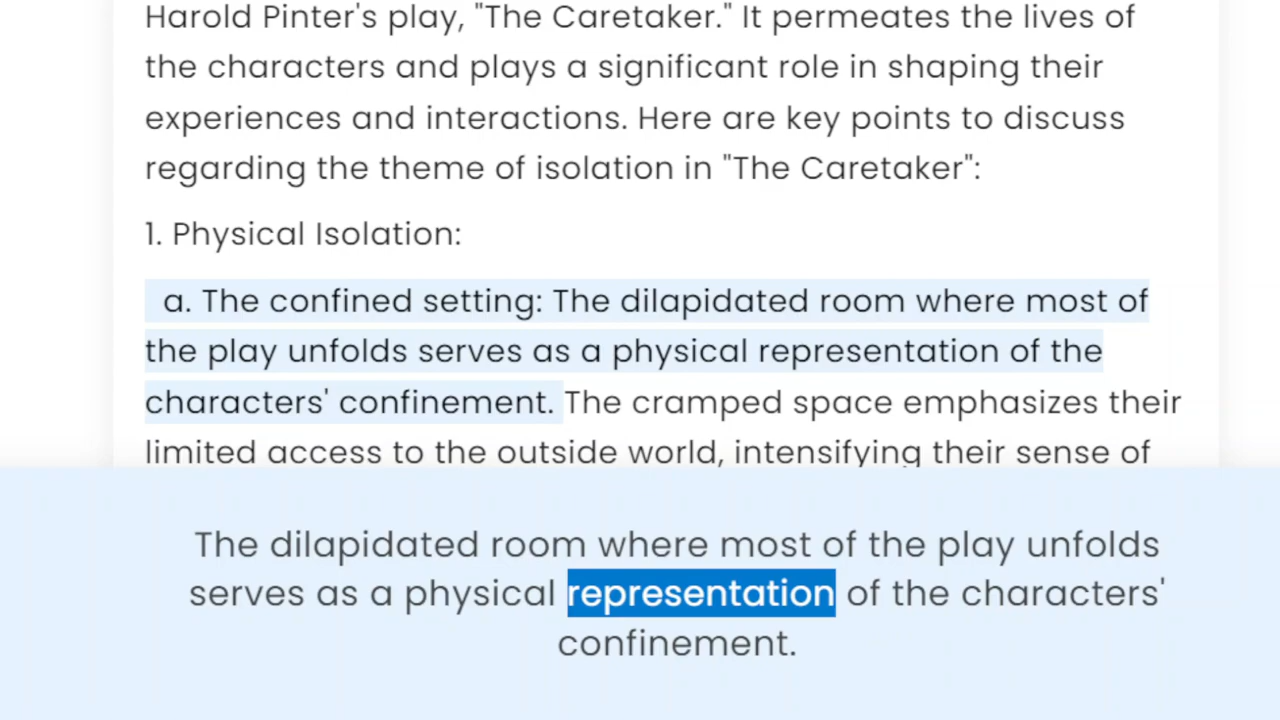 Harold Pinter's play, "The Caretaker." It permeates the lives of
the characters and plays a significant role in shaping their
experiences and interactions. Here are key points to discuss
regarding the theme of isolation in "The Caretaker":
1. Physical Isolation:
a. The confined setting: The dilapidated room where most of
the play unfolds serves as a physical representation of the
characters' confinement. The cramped space emphasizes their
limited access to the outside world, intensifying their sense of
The dilapidated room where most of the play unfolds
serves as a physical representation of the characters'
confinement.